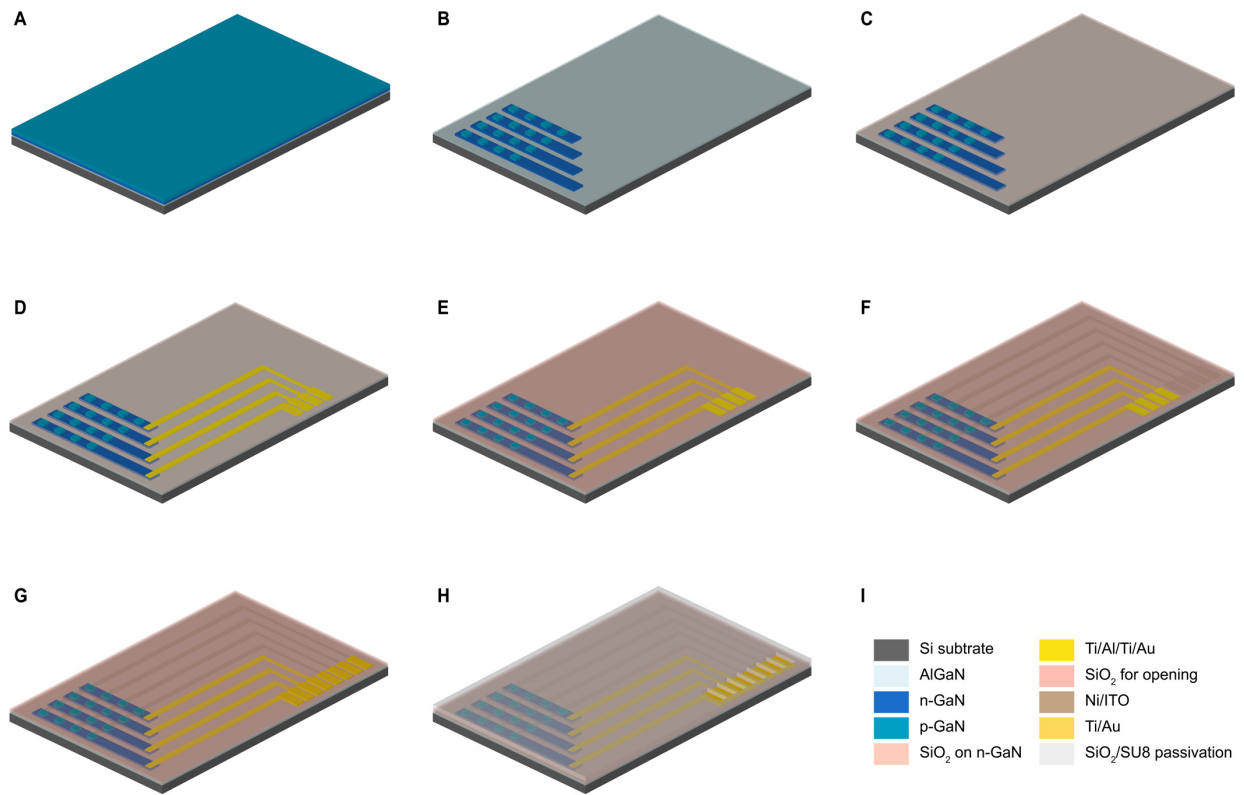 A
B
C
D
E
F
G
H
I
Si subtrate
AlGaN
n-GaN
p-GaN
SiO₂ on n-GaN
Ti/Al/Ti/Au
SiO₂ for opening
Ni/ITO
Ti/Au
SiO₂/SU8 passivation